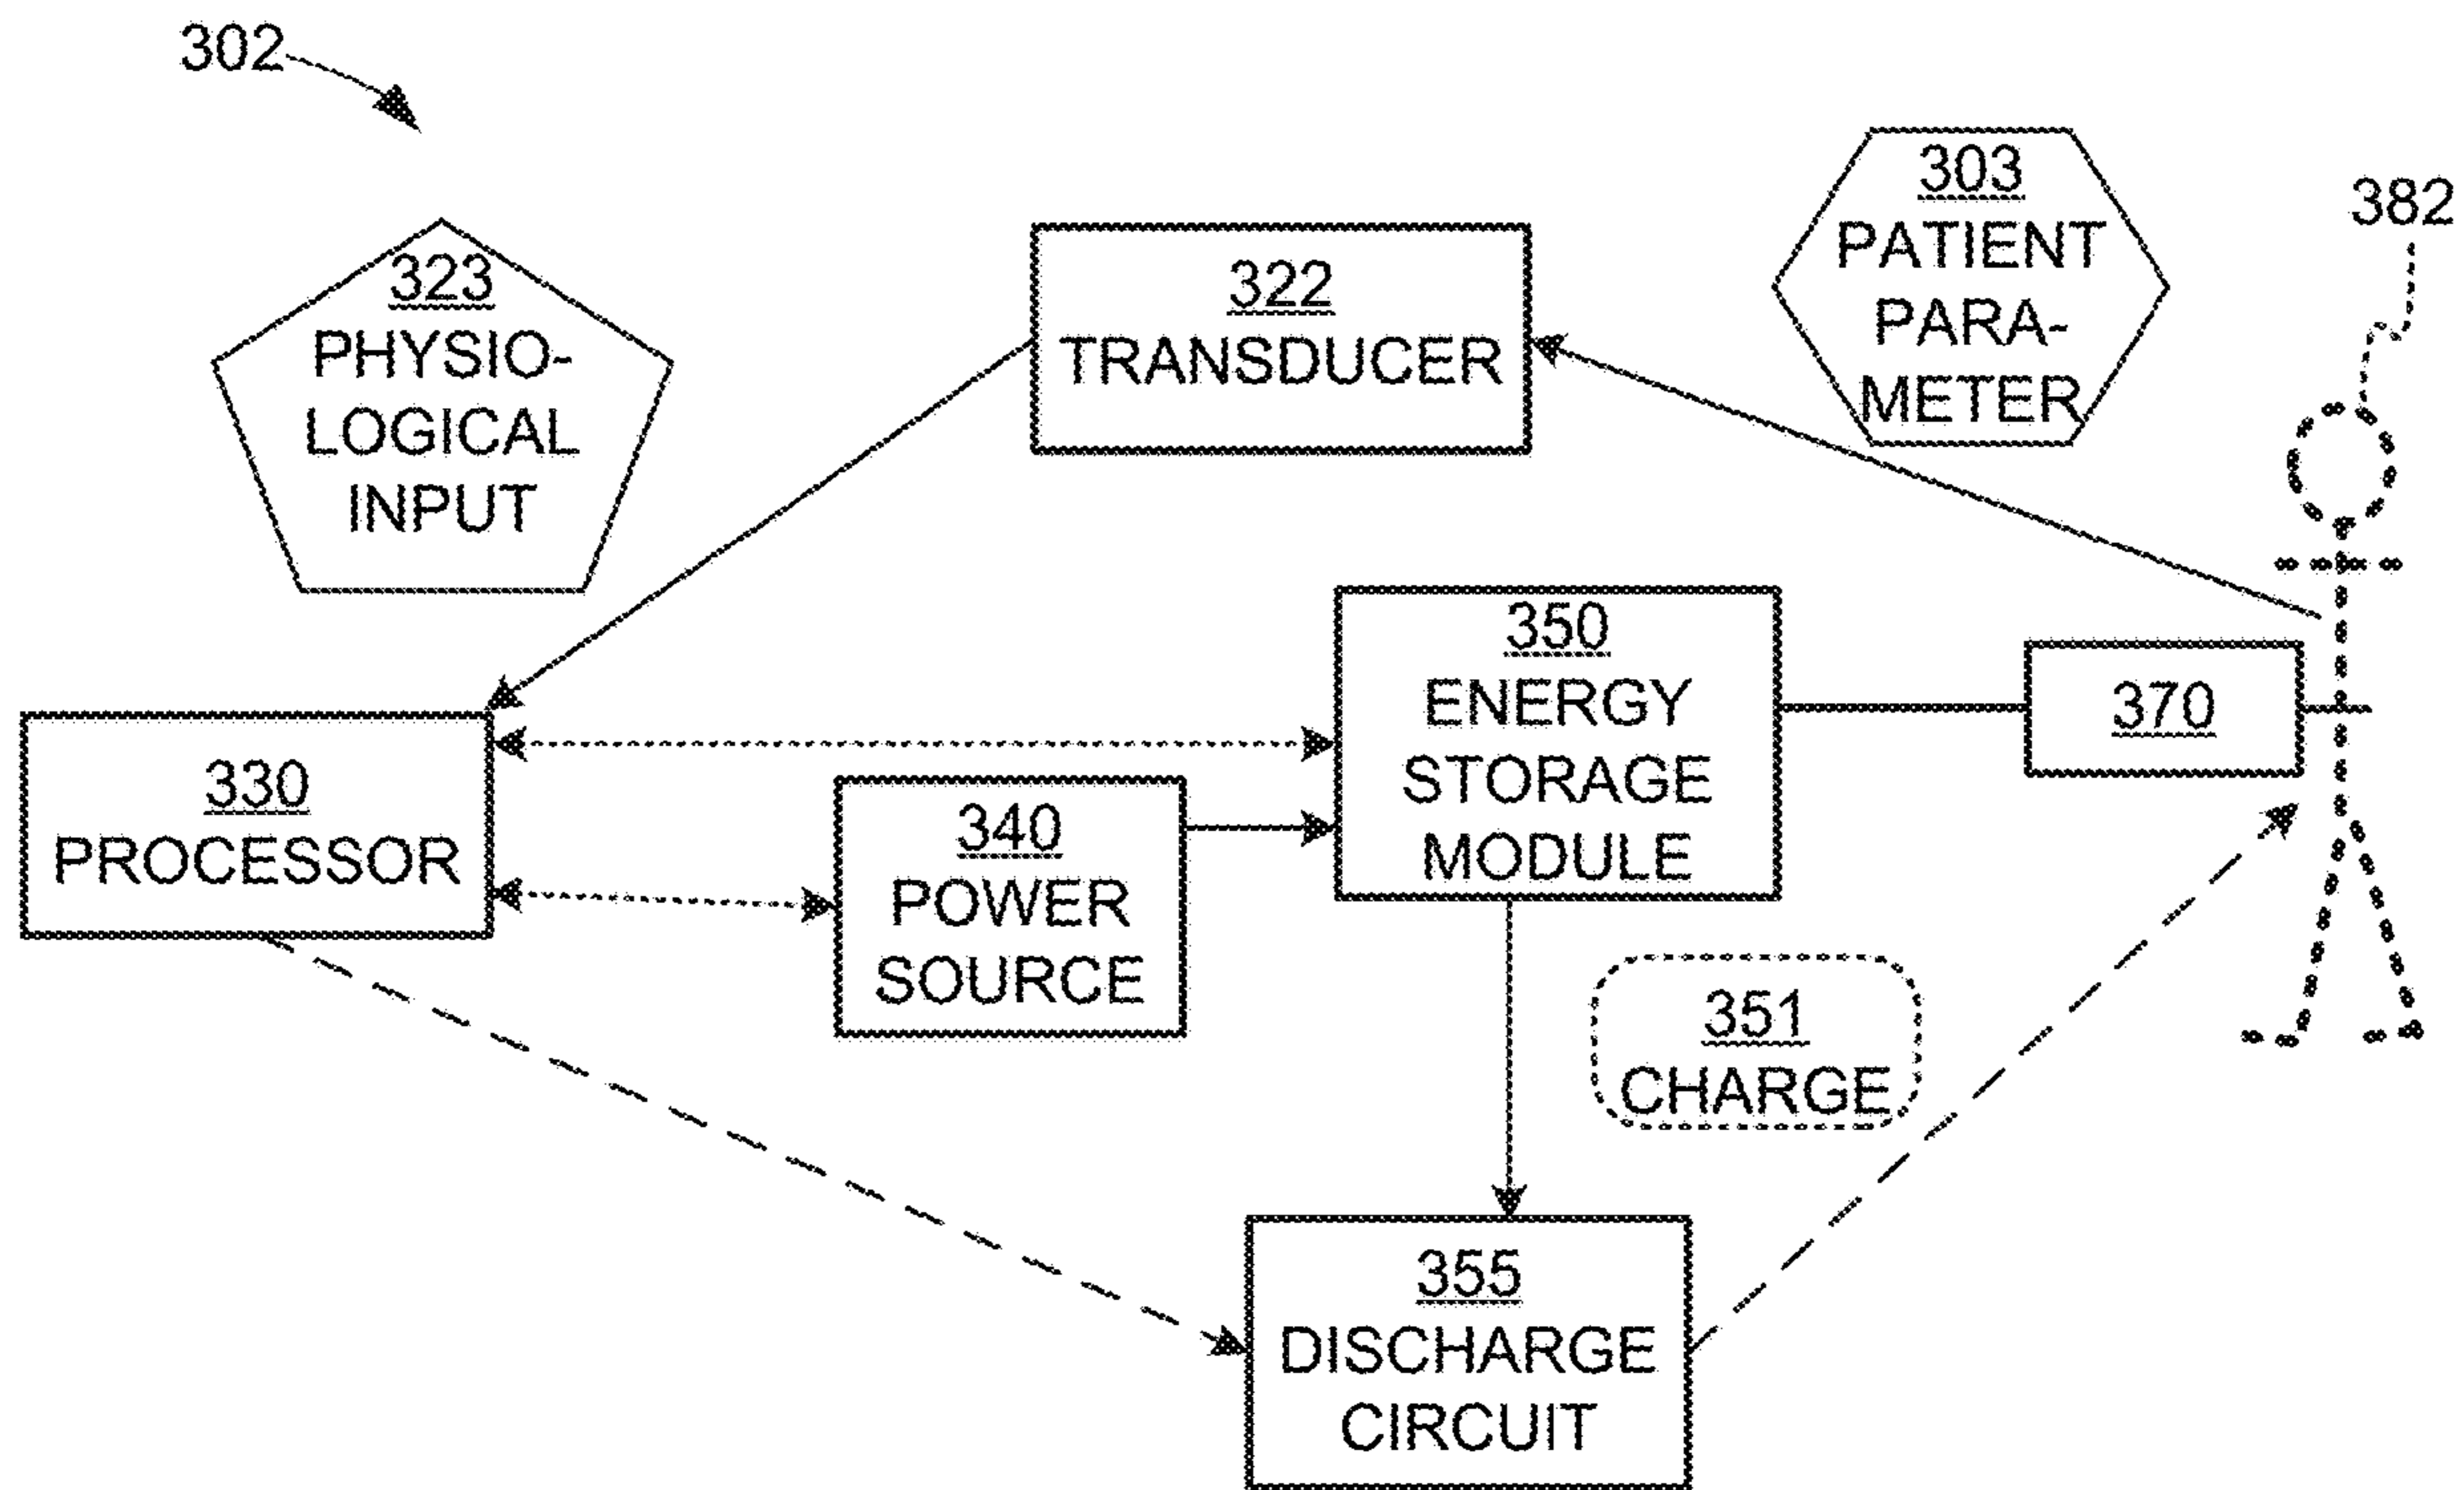 302
303
PATIENT
PARA-
METER
382
323
PHYSIO-
LOGICAL
INPUT
322
TRANSDUCER
350
ENERGY
STORAGE
MODULE
370
330
PROCESSOR
340
POWER
SOURCE
351
CHARGE
355
DISCHARGE
CIRCUIT